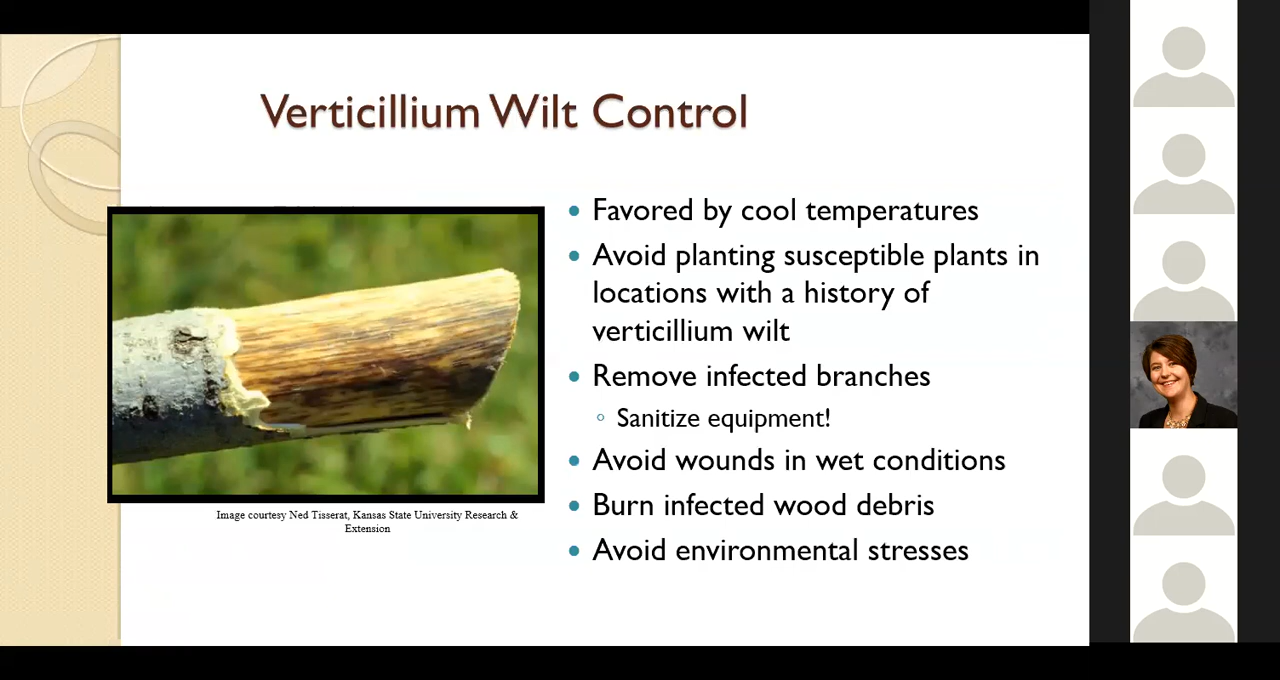 Verticillium Wilt Control
• Favored by cool temperatures
• Avoid planting susceptible plants in
locations with a history of
verticillium wilt
• Remove infected branches
◦ Sanitize equipment!
• Avoid wounds in wet conditions
• Burn infected wood debris
• Avoid environmental stresses
Image courtesy Ned Tisserat, Kansas State University Research &
Extension